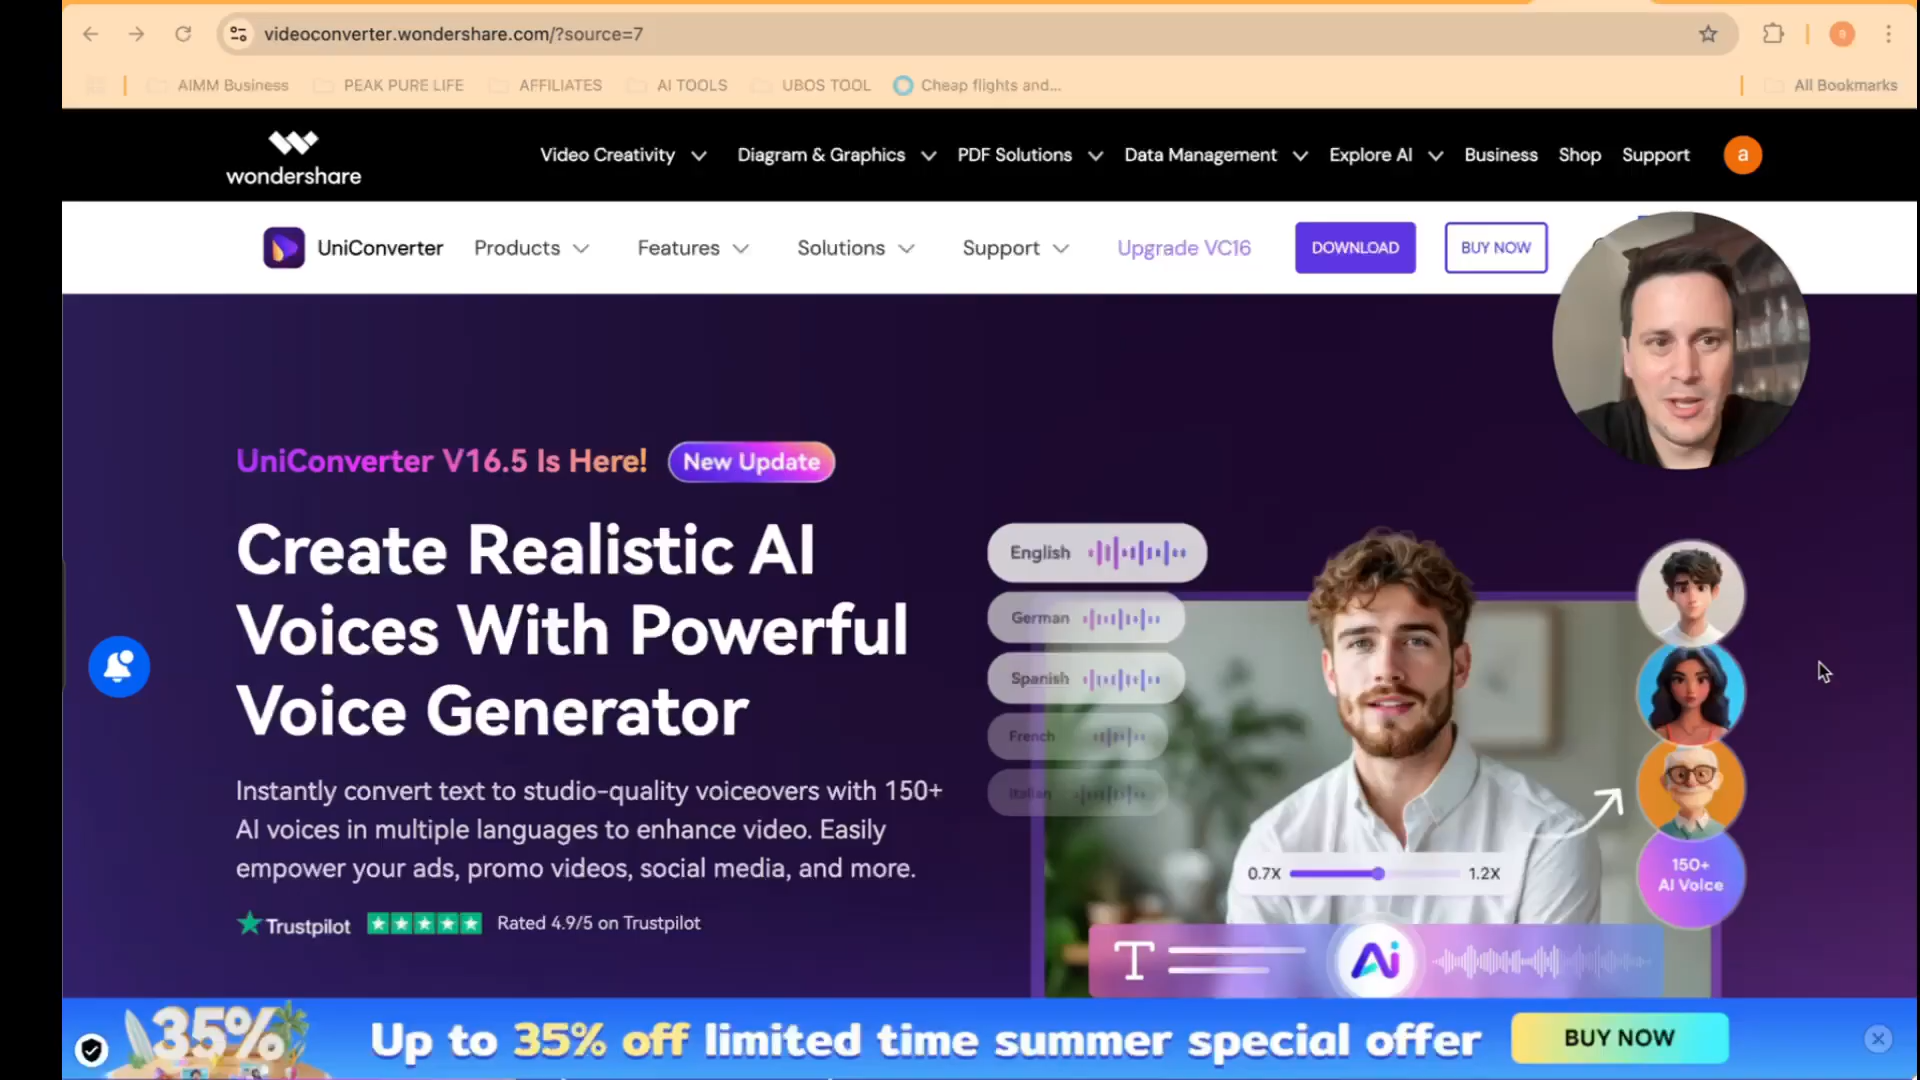 videoconverter.wondershare.com/?source=7
9
AIMM Business
PEAK PURE LIFE
AFFILIATES
AI TOOLS
UBOS TOOL
Cheap flights and...
All Bookmarks
wondershare
Video Creativity
Diagram & Graphics
PDF Solutions
Data Management
Explore AI
Business
Shop
Support
a
UniConverter
Products
Features
Solutions
Support
Upgrade VC16
DOWNLOAD
BUY NOW
UniConverter V16.5 Is Here!
New Update
Create Realistic AI
Voices With Powerful
Voice Generator
Instantly convert text to studio-quality voiceovers with 150+
AI voices in multiple languages to enhance video. Easily
empower your ads, promo videos, social media, and more.
Trustpilot
Rated 4.9/5 on Trustpilot
English
German
Spanish
French
Italian
0.7X
1.2X
150+
AI Voice
T
Ai
35%
Up to 35% off limited time summer special offer
BUY NOW